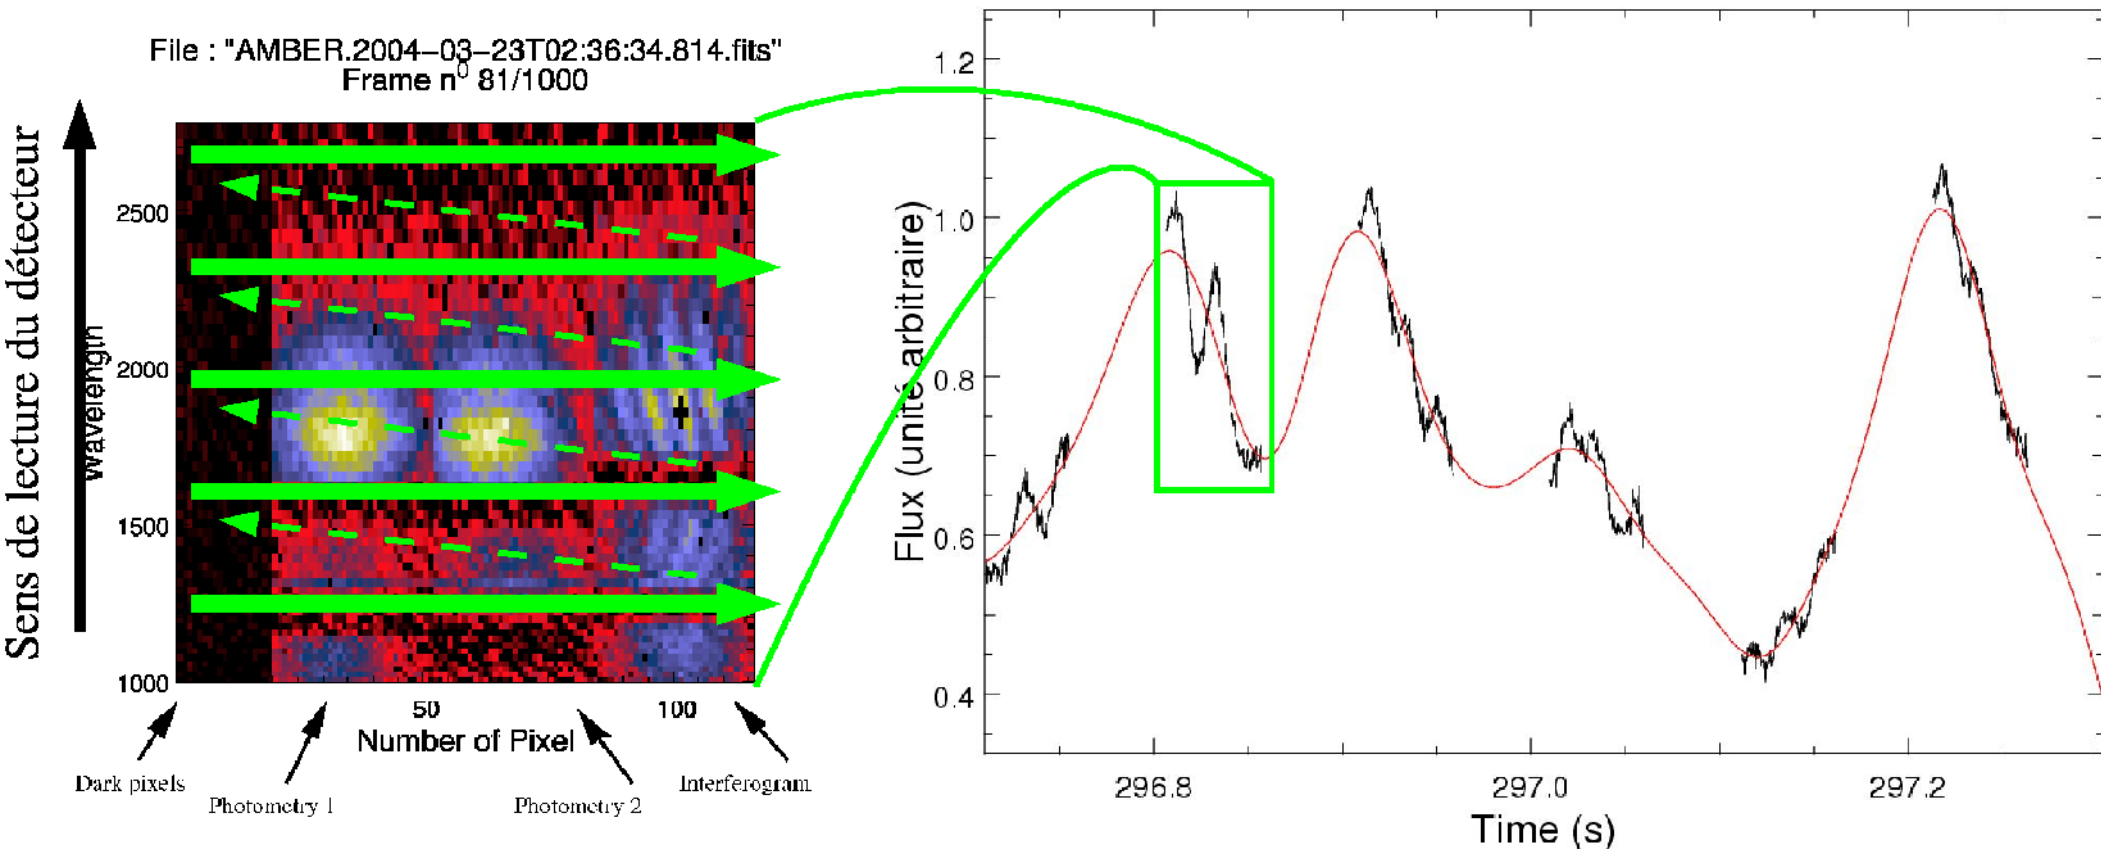 File : "AMBER.2004-03-23T02:36:34.814.fits"
Frame n⁰ 81/1000
Sens de lecture du détecteur
Wavelength
2500
2000
1500
1000
50
100
Number of Pixel
Dark pixels
Photometry 1
Photometry 2
Interferogram
Flux (unité arbitraire)
1.2
1.0
0.8
0.6
0.4
296.8
297.0
297.2
Time (s)